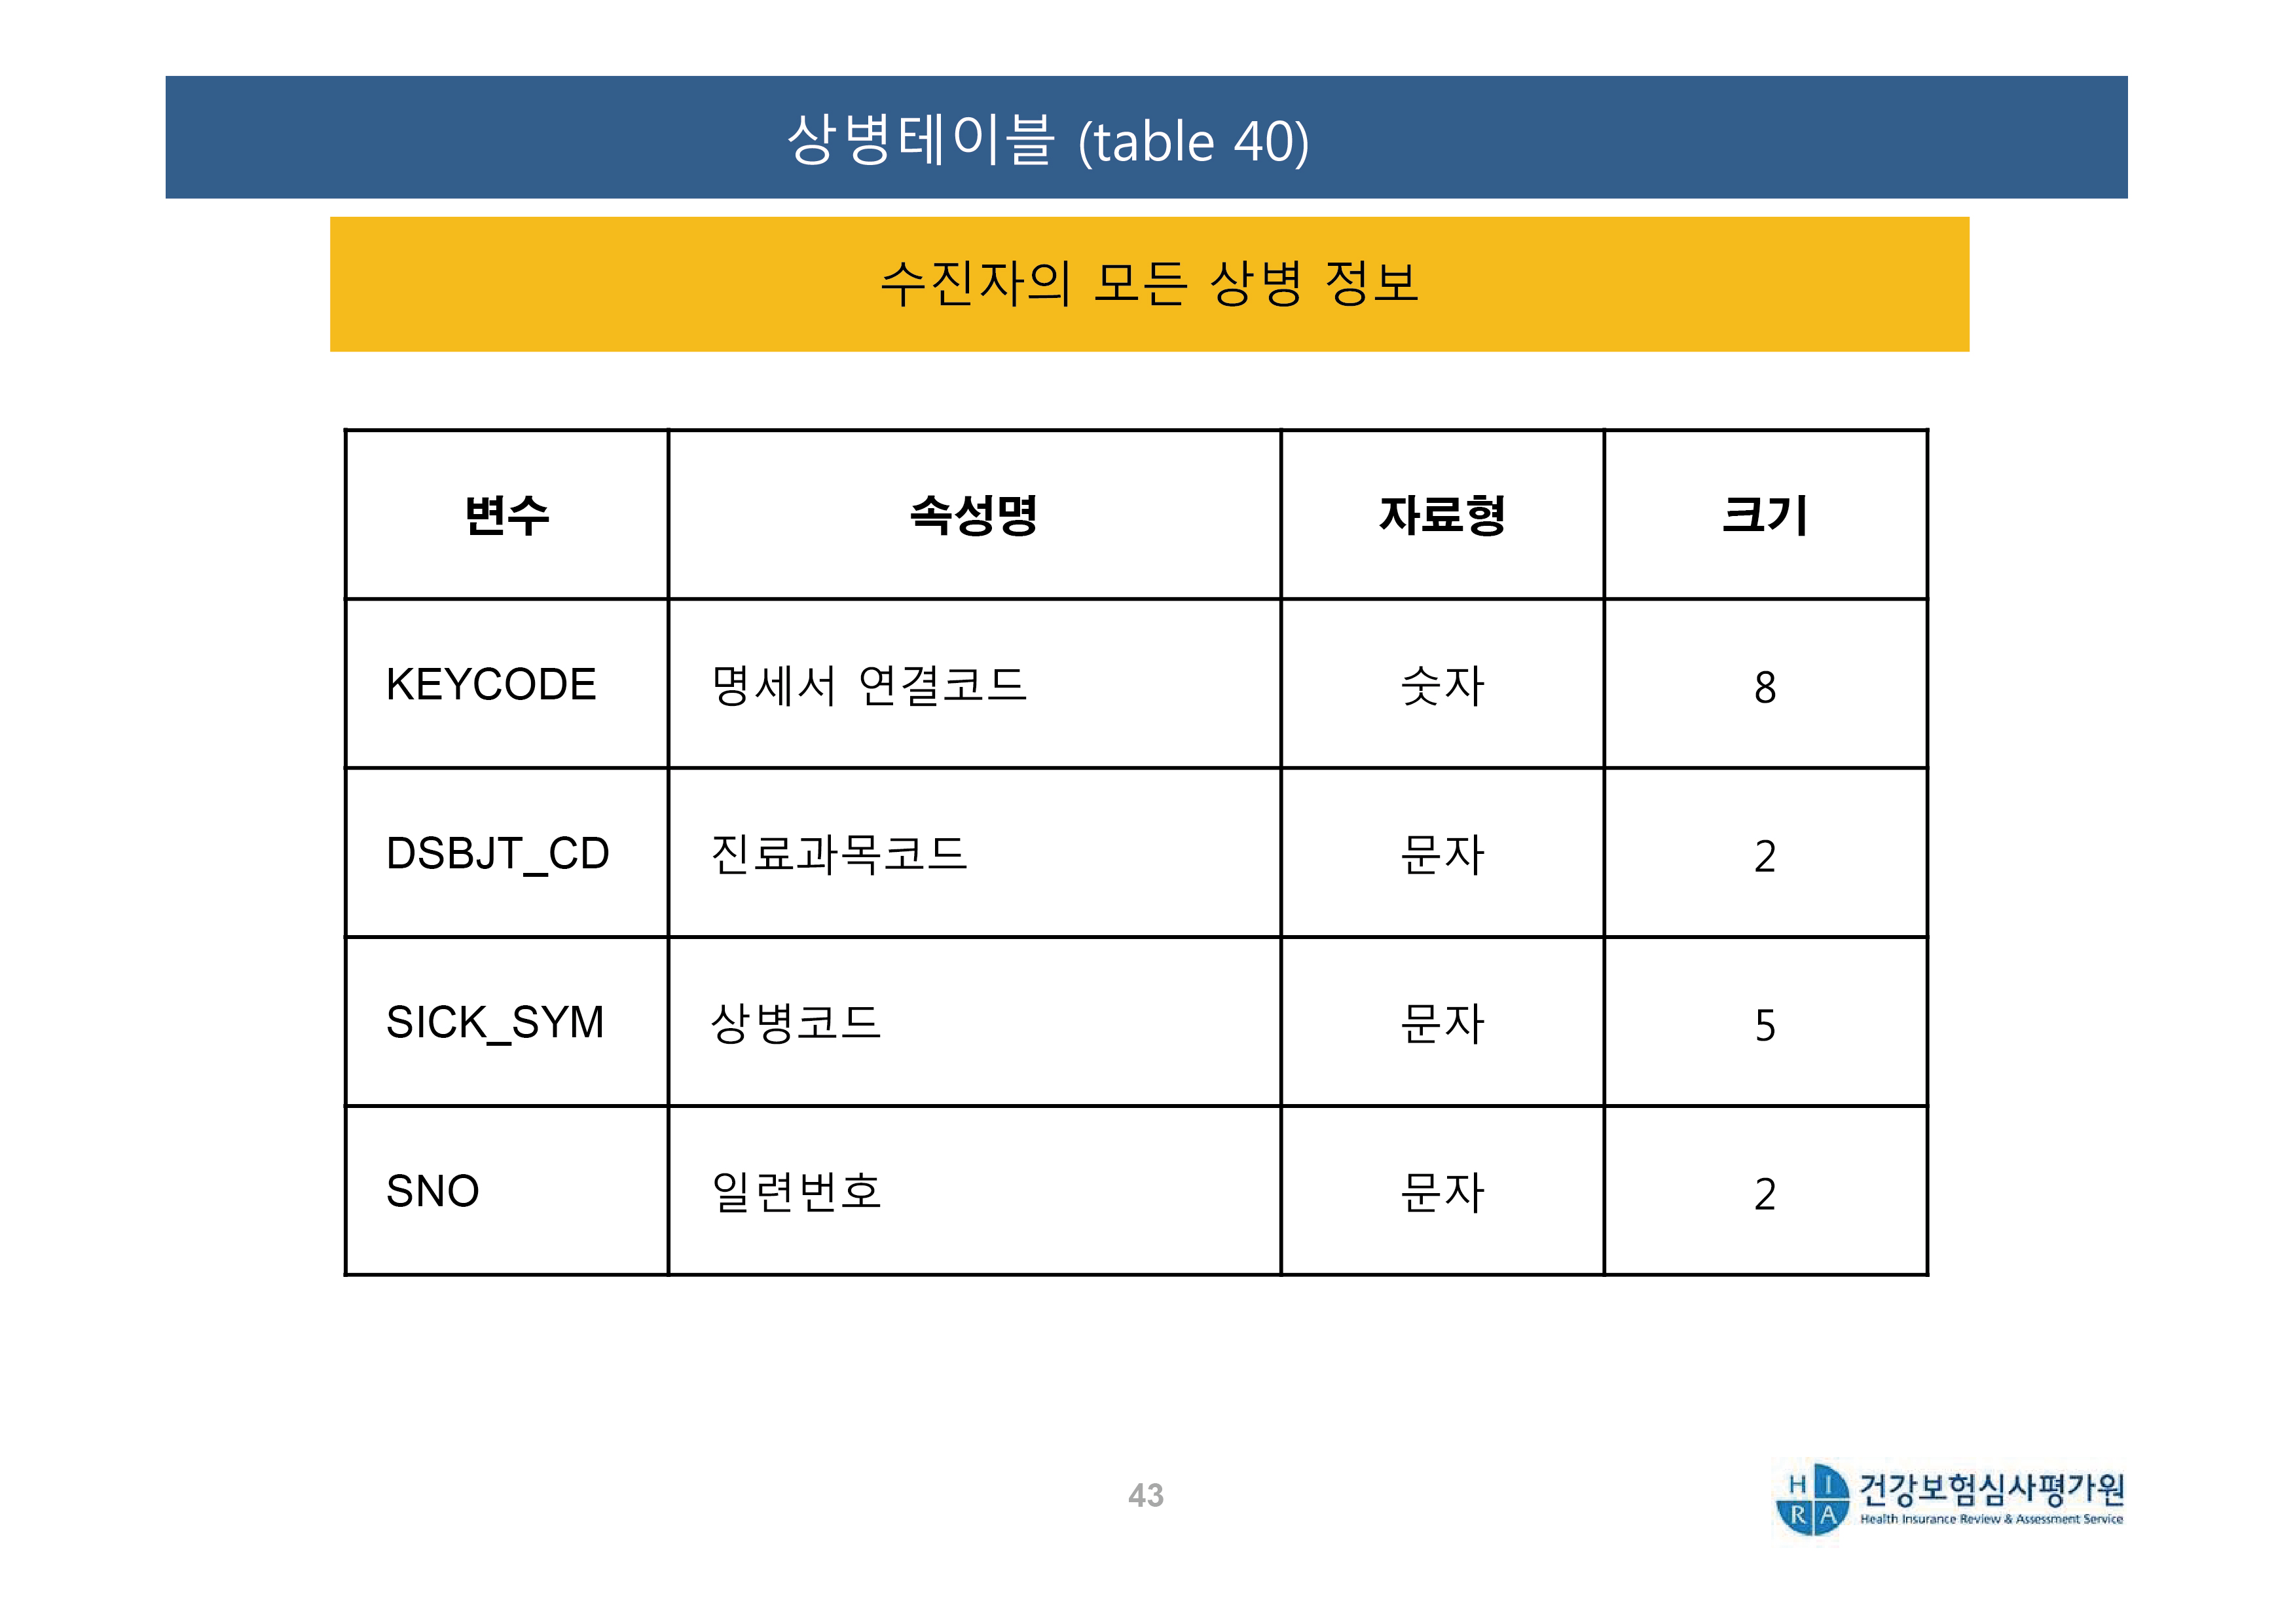 상병테이블 (table 40)
수진자의 모든 상병 정보
변수 속성명 자료형 크기
KEYCODE 명세서 연결코드 숫자 8
DSBJT_CD 진료과목코드 문자 2
SICK_SYM 상병코드 문자 5
SNO 일련번호 문자 2
43
HIRA 건강보험심사평가원
Health Insurance Review & Assessment Service